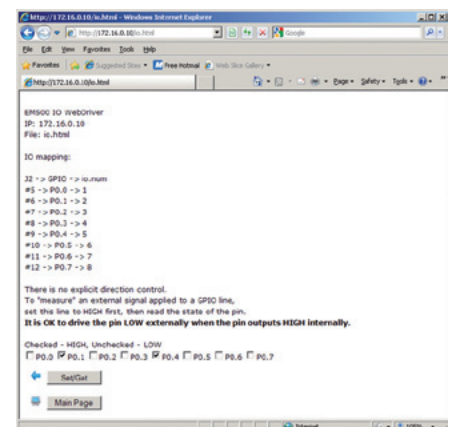 http://172.16.0.10/io.html - Windows Internet Explorer
http://172.16.0.10/io.html
Google
File Edit View Favorites Tools Help
Favorites Suggested Sites Free Hotmail Web Slice Gallery
http://172.16.0.10/io.html
Page Safety Tools
EM500 IO WebDriver
IP: 172.16.0.10
File: io.html
IO mapping:
J2 -> GPIO -> io.num
#5 -> P0.0 -> 1
#6 -> P0.1 -> 2
#7 -> P0.2 -> 3
#8 -> P0.3 -> 4
#9 -> P0.4 -> 5
#10 -> P0.5 -> 6
#11 -> P0.6 -> 7
#12 -> P0.7 -> 8
There is no explicit direction control.
To "measure" an external signal applied to a GPIO line,
set this line to HIGH first, then read the state of the pin.
It is OK to drive the pin LOW externally when the pin outputs HIGH internally.
Checked - HIGH, Unchecked - LOW
P0.0 P0.1 P0.2 P0.3 P0.4 P0.5 P0.6 P0.7
Set/Get
Main Page
Internet 100%